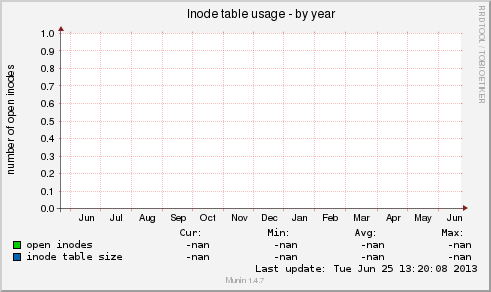 Inode table usage - by year
RRDTOOL / TOBI OETIKER
number of open inodes
1.0
0.9
0.8
0.7
0.6
0.5
0.4
0.3
0.2
0.1
0.0
Jun Jul Aug Sep Oct Nov Dec Jan Feb Mar Apr May Jun
Cur: Min: Avg: Max:
open inodes -nan -nan -nan -nan
inode table size -nan -nan -nan -nan
Last update: Tue Jun 25 13:20:08 2013
Munin 1.4.7